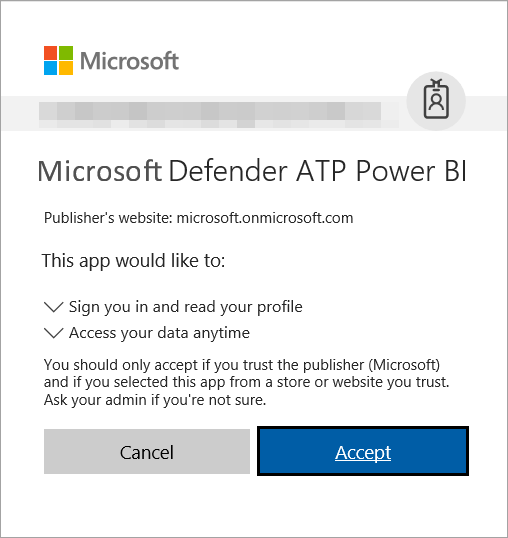 Microsoft
Microsoft Defender ATP Power BI
Publisher's website: microsoft.onmicrosoft.com
This app would like to:
Sign you in and read your profile
Access your data anytime
You should only accept if you trust the publisher (Microsoft)
and if you selected this app from a store or website you trust.
Ask your admin if you're not sure.
Cancel
Accept